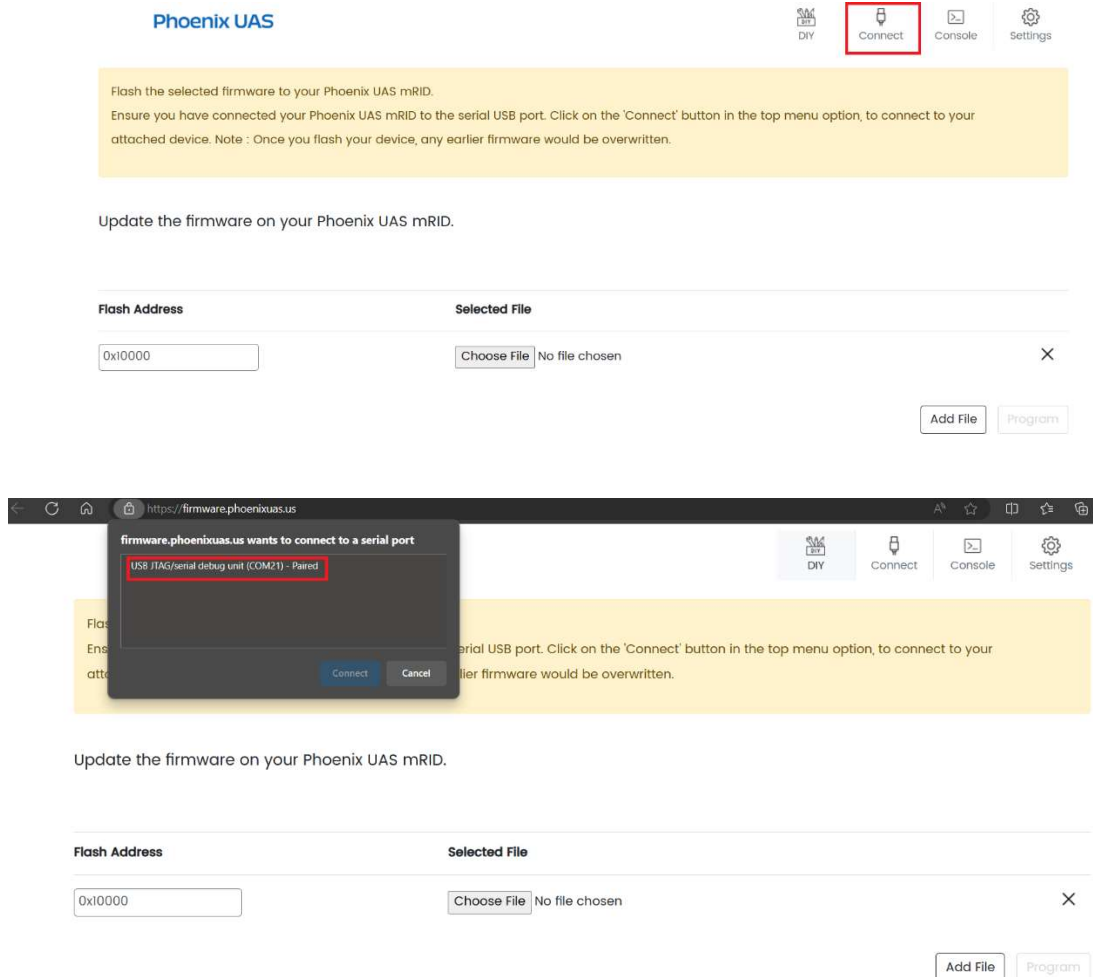 Phoenix UAS
DIY
DIY Connect Console Settings
Flash the selected firmware to your Phoenix UAS mRID.
Ensure you have connected your Phoenix UAS mRID to the serial USB port. Click on the 'Connect' button in the top menu option, to connect to your
attached device. Note : Once you flash your device, any earlier firmware would be overwritten.
Update the firmware on your Phoenix UAS mRID.
Flash Address Selected File
0x10000 Choose File No file chosen
Add File Program
https://firmware.phoenixuas.us
firmware.phoenixuas.us wants to connect to a serial port
USB JTAG/serial debug unit (COM21) - Paired
Connect Cancel
DIY
DIY Connect Console Settings
Flas
Ens erial USB port. Click on the 'Connect' button in the top menu option, to connect to your
atta lier firmware would be overwritten.
Update the firmware on your Phoenix UAS mRID.
Flash Address Selected File
0x10000 Choose File No file chosen
Add File Program